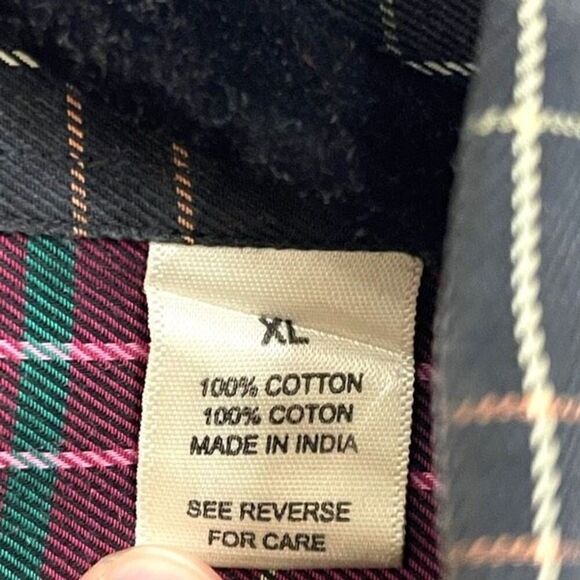 XL
100% COTTON
100% COTON
MADE IN INDIA
SEE REVERSE
FOR CARE